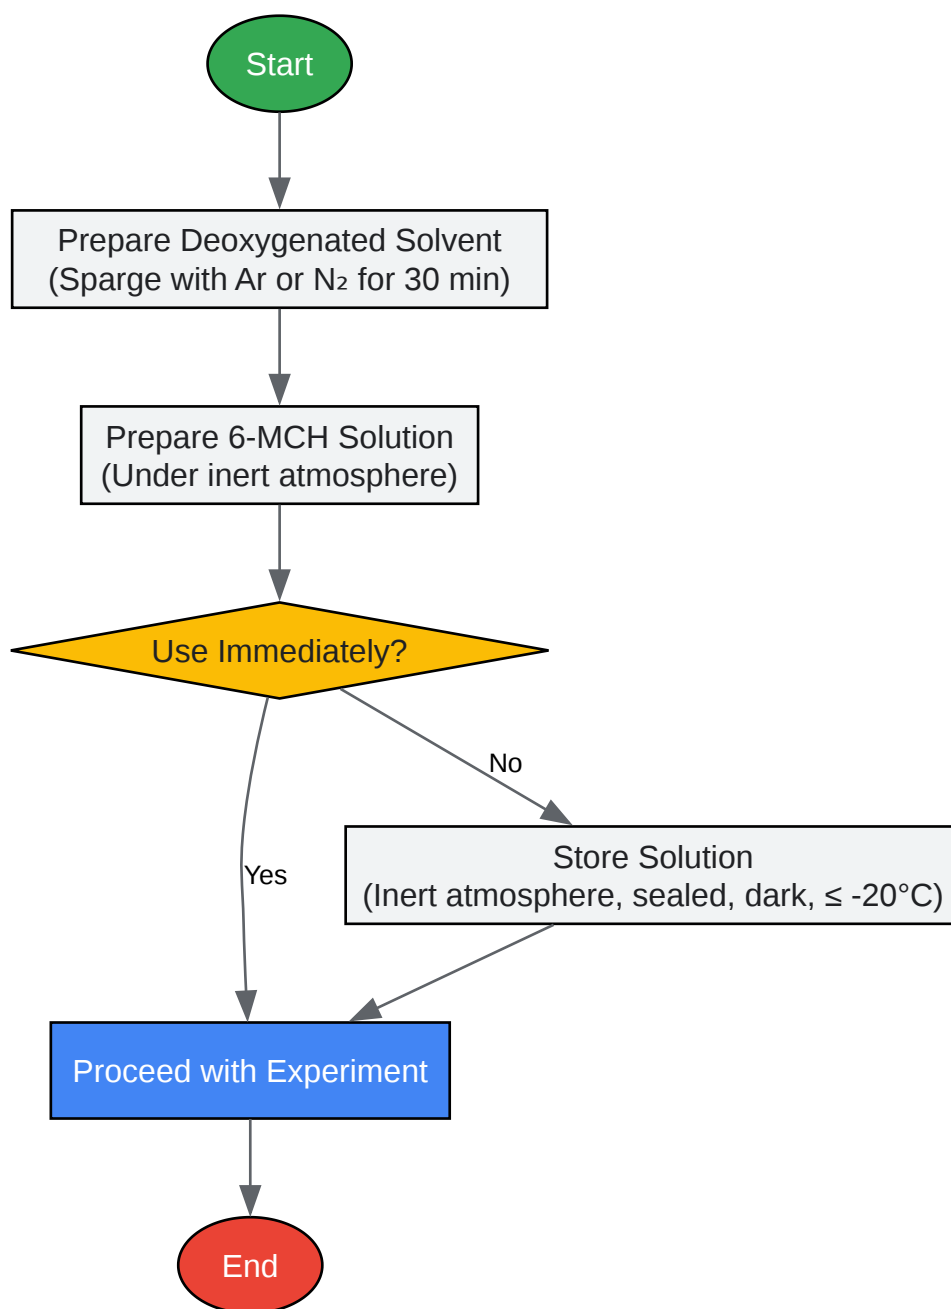 Start
Prepare Deoxygenated Solvent
(Sparge with Ar or N₂ for 30 min)
Prepare 6-MCH Solution
(Under inert atmosphere)
Use Immediately?
No
Store Solution
(Inert atmosphere, sealed, dark, ≤ -20°C)
Yes
Proceed with Experiment
End